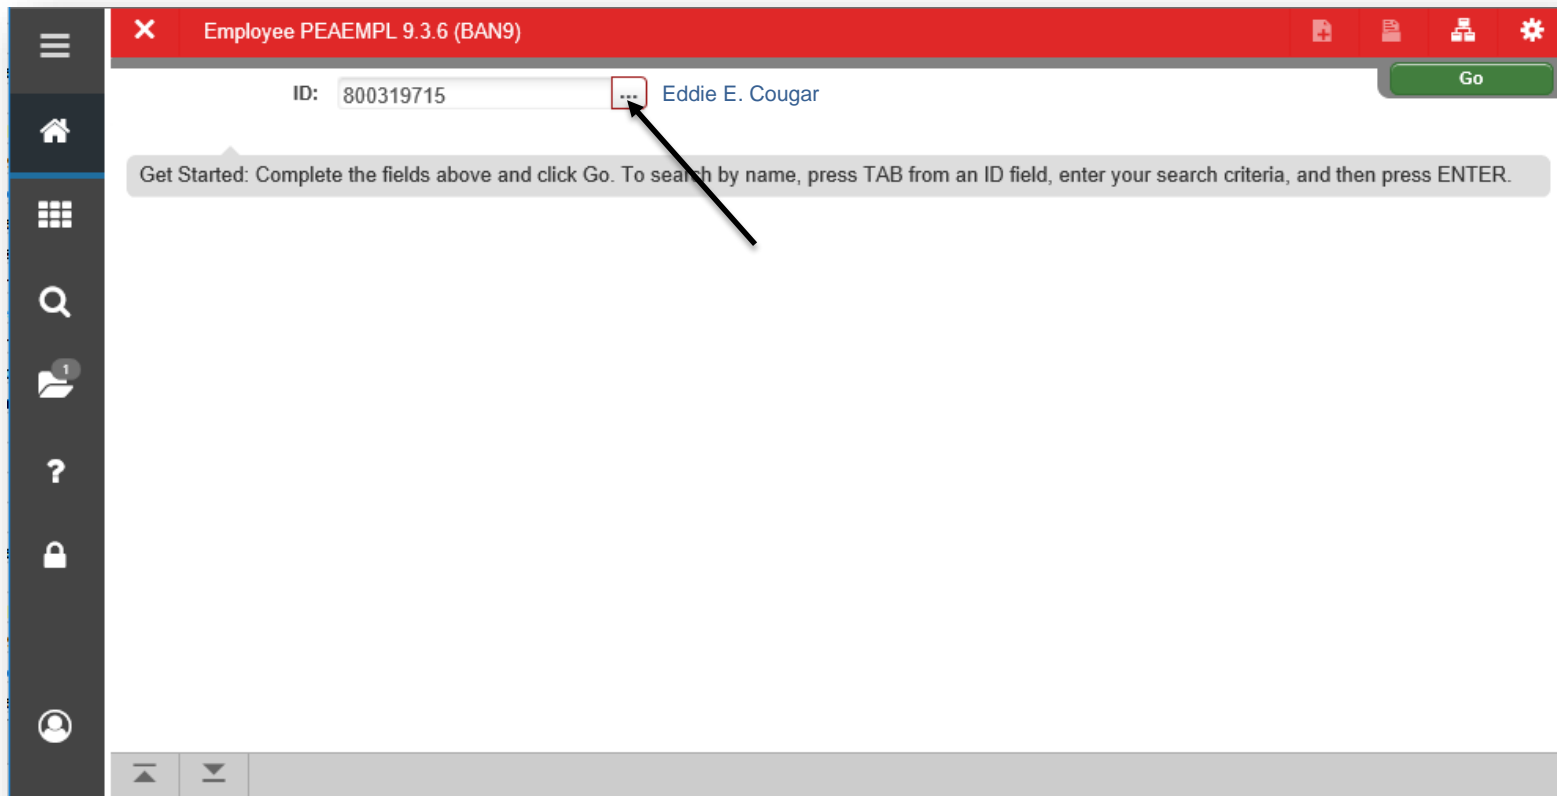 Employee PEAEMPL 9.3.6 (BAN9)
Go
ID: 800319715 ... Eddie E. Cougar
Get Started: Complete the fields above and click Go. To search by name, press TAB from an ID field, enter your search criteria, and then press ENTER.
1
?